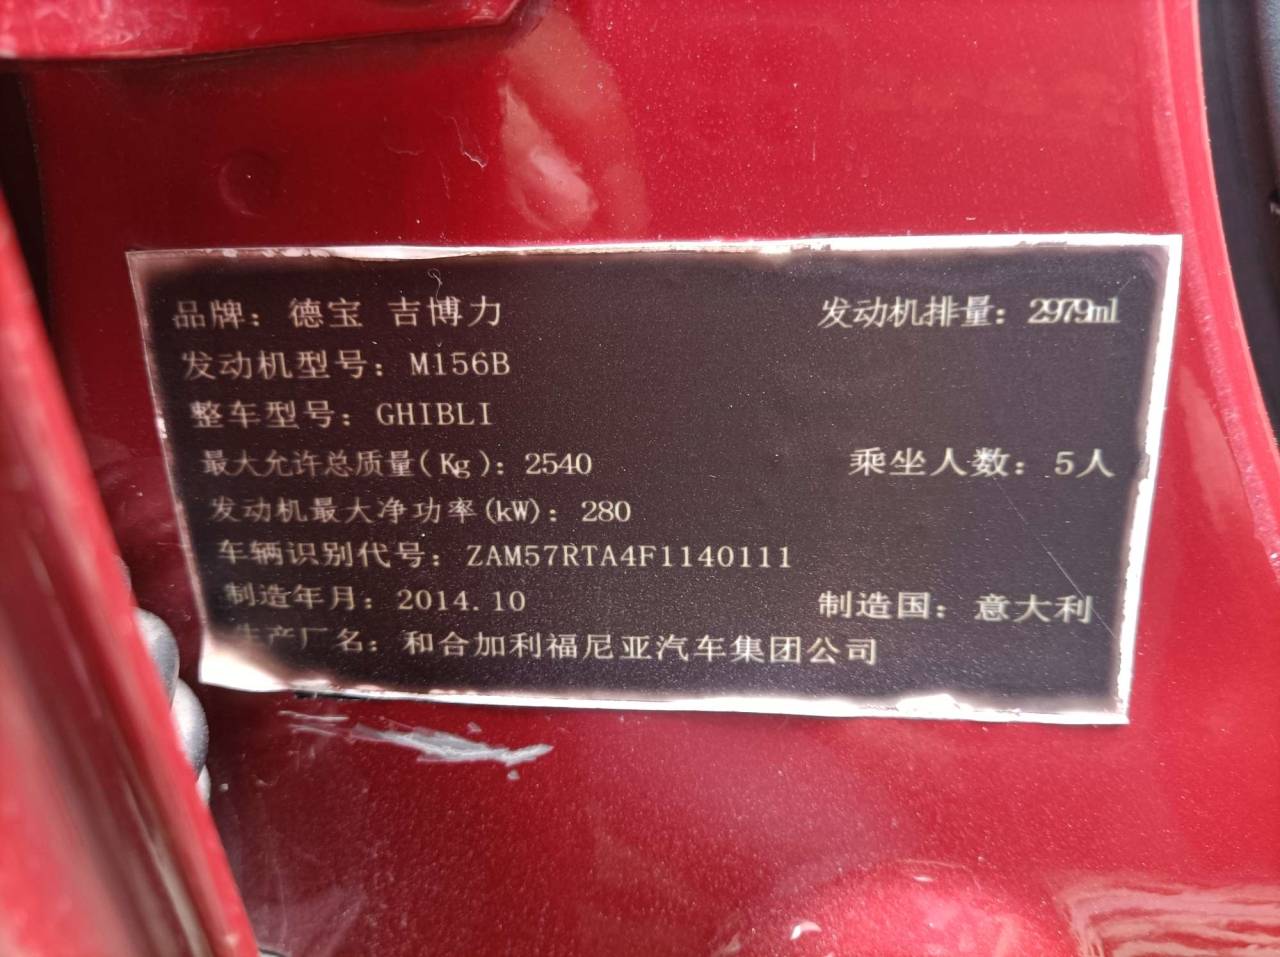 品牌：德宝 吉博力 发动机排量：2979ml
发动机型号：M156B
整车型号：GHIBLI
最大允许总质量(Kg)：2540 乘坐人数：5人
发动机最大净功率(kW)：280
车辆识别代号：ZAM57RTA4F1140111
制造年月：2014.10 制造国：意大利
生产厂名：和合加利福尼亚汽车集团公司